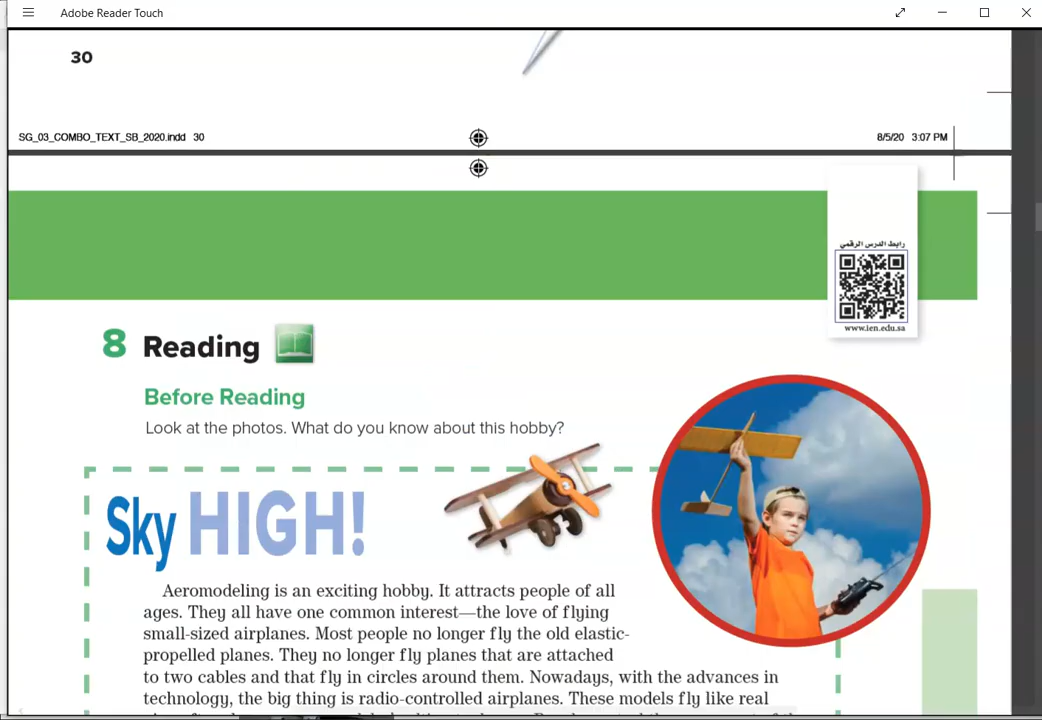 Adobe Reader Touch
30
SG_03_COMBO_TEXT_SB_2020.indd 30
8/5/20 3:07 PM
رابط الدرس الرقمي
www.ien.edu.sa
8 Reading
Before Reading
Look at the photos. What do you know about this hobby?
Sky HIGH!
Aeromodeling is an exciting hobby. It attracts people of all
ages. They all have one common interest—the love of flying
small-sized airplanes. Most people no longer fly the old elastic-
propelled planes. They no longer fly planes that are attached
to two cables and that fly in circles around them. Nowadays, with the advances in
technology, the big thing is radio-controlled airplanes. These models fly like real